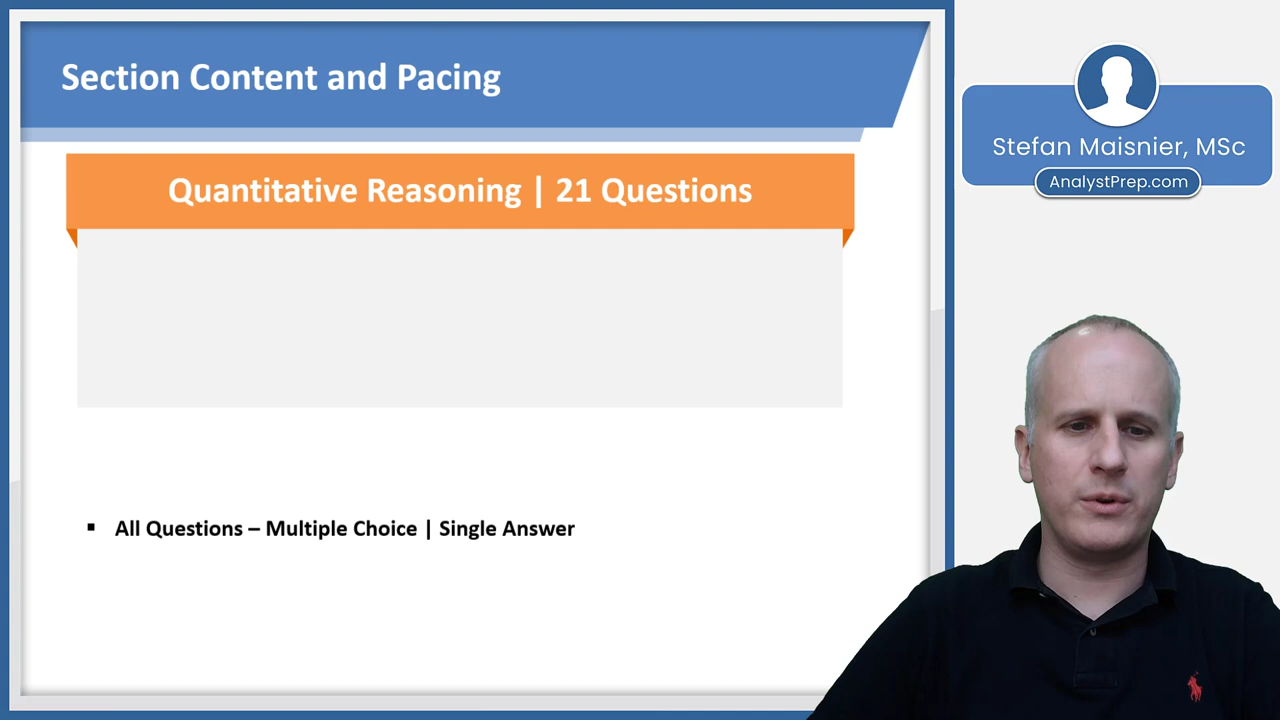 Section Content and Pacing
Quantitative Reasoning | 21 Questions
▪ All Questions – Multiple Choice | Single Answer
Stefan Maisnier, MSc
AnalystPrep.com